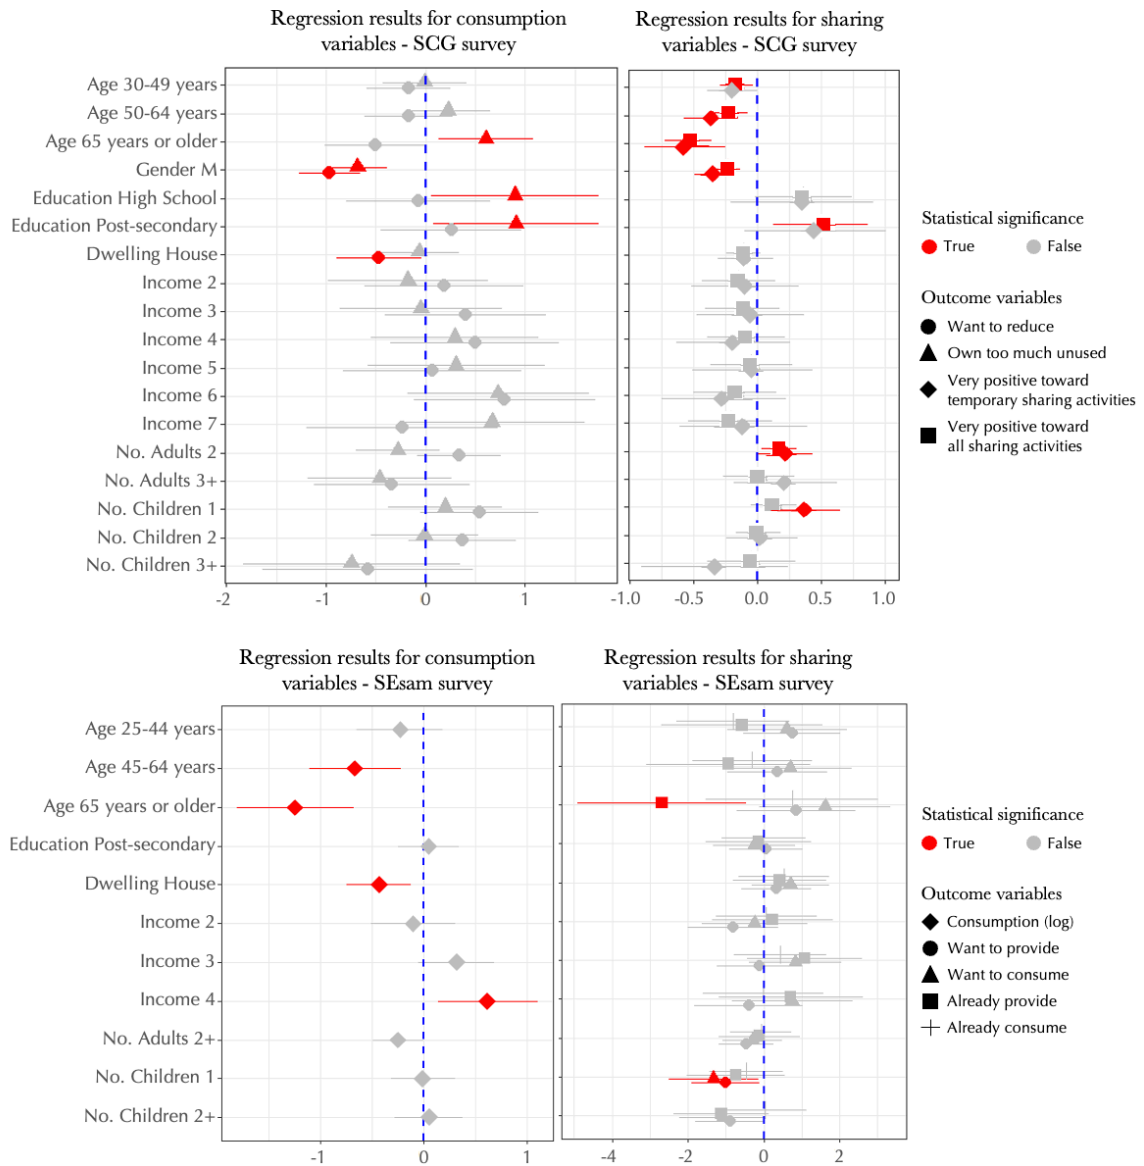 Regression results for consumption
variables - SCG survey
Regression results for sharing
variables - SCG survey
Age 30-49 years
Age 50-64 years
Age 65 years or older
Gender M
Education High School
Education Post-secondary
Dwelling House
Income 2
Income 3
Income 4
Income 5
Income 6
Income 7
No. Adults 2
No. Adults 3+
No. Children 1
No. Children 2
No. Children 3+
-2 -1 0 1
-1.0 -0.5 0.0 0.5 1.0
Statistical significance
True False
Outcome variables
Want to reduce
Own too much unused
Very positive toward
temporary sharing activities
Very positive toward
all sharing activities
Regression results for consumption
variables - SEsam survey
Regression results for sharing
variables - SEsam survey
Age 25-44 years
Age 45-64 years
Age 65 years or older
Education Post-secondary
Dwelling House
Income 2
Income 3
Income 4
No. Adults 2+
No. Children 1
No. Children 2+
-1 0 1
-4 -2 0 2
Statistical significance
True False
Outcome variables
Consumption (log)
Want to provide
Want to consume
Already provide
Already consume